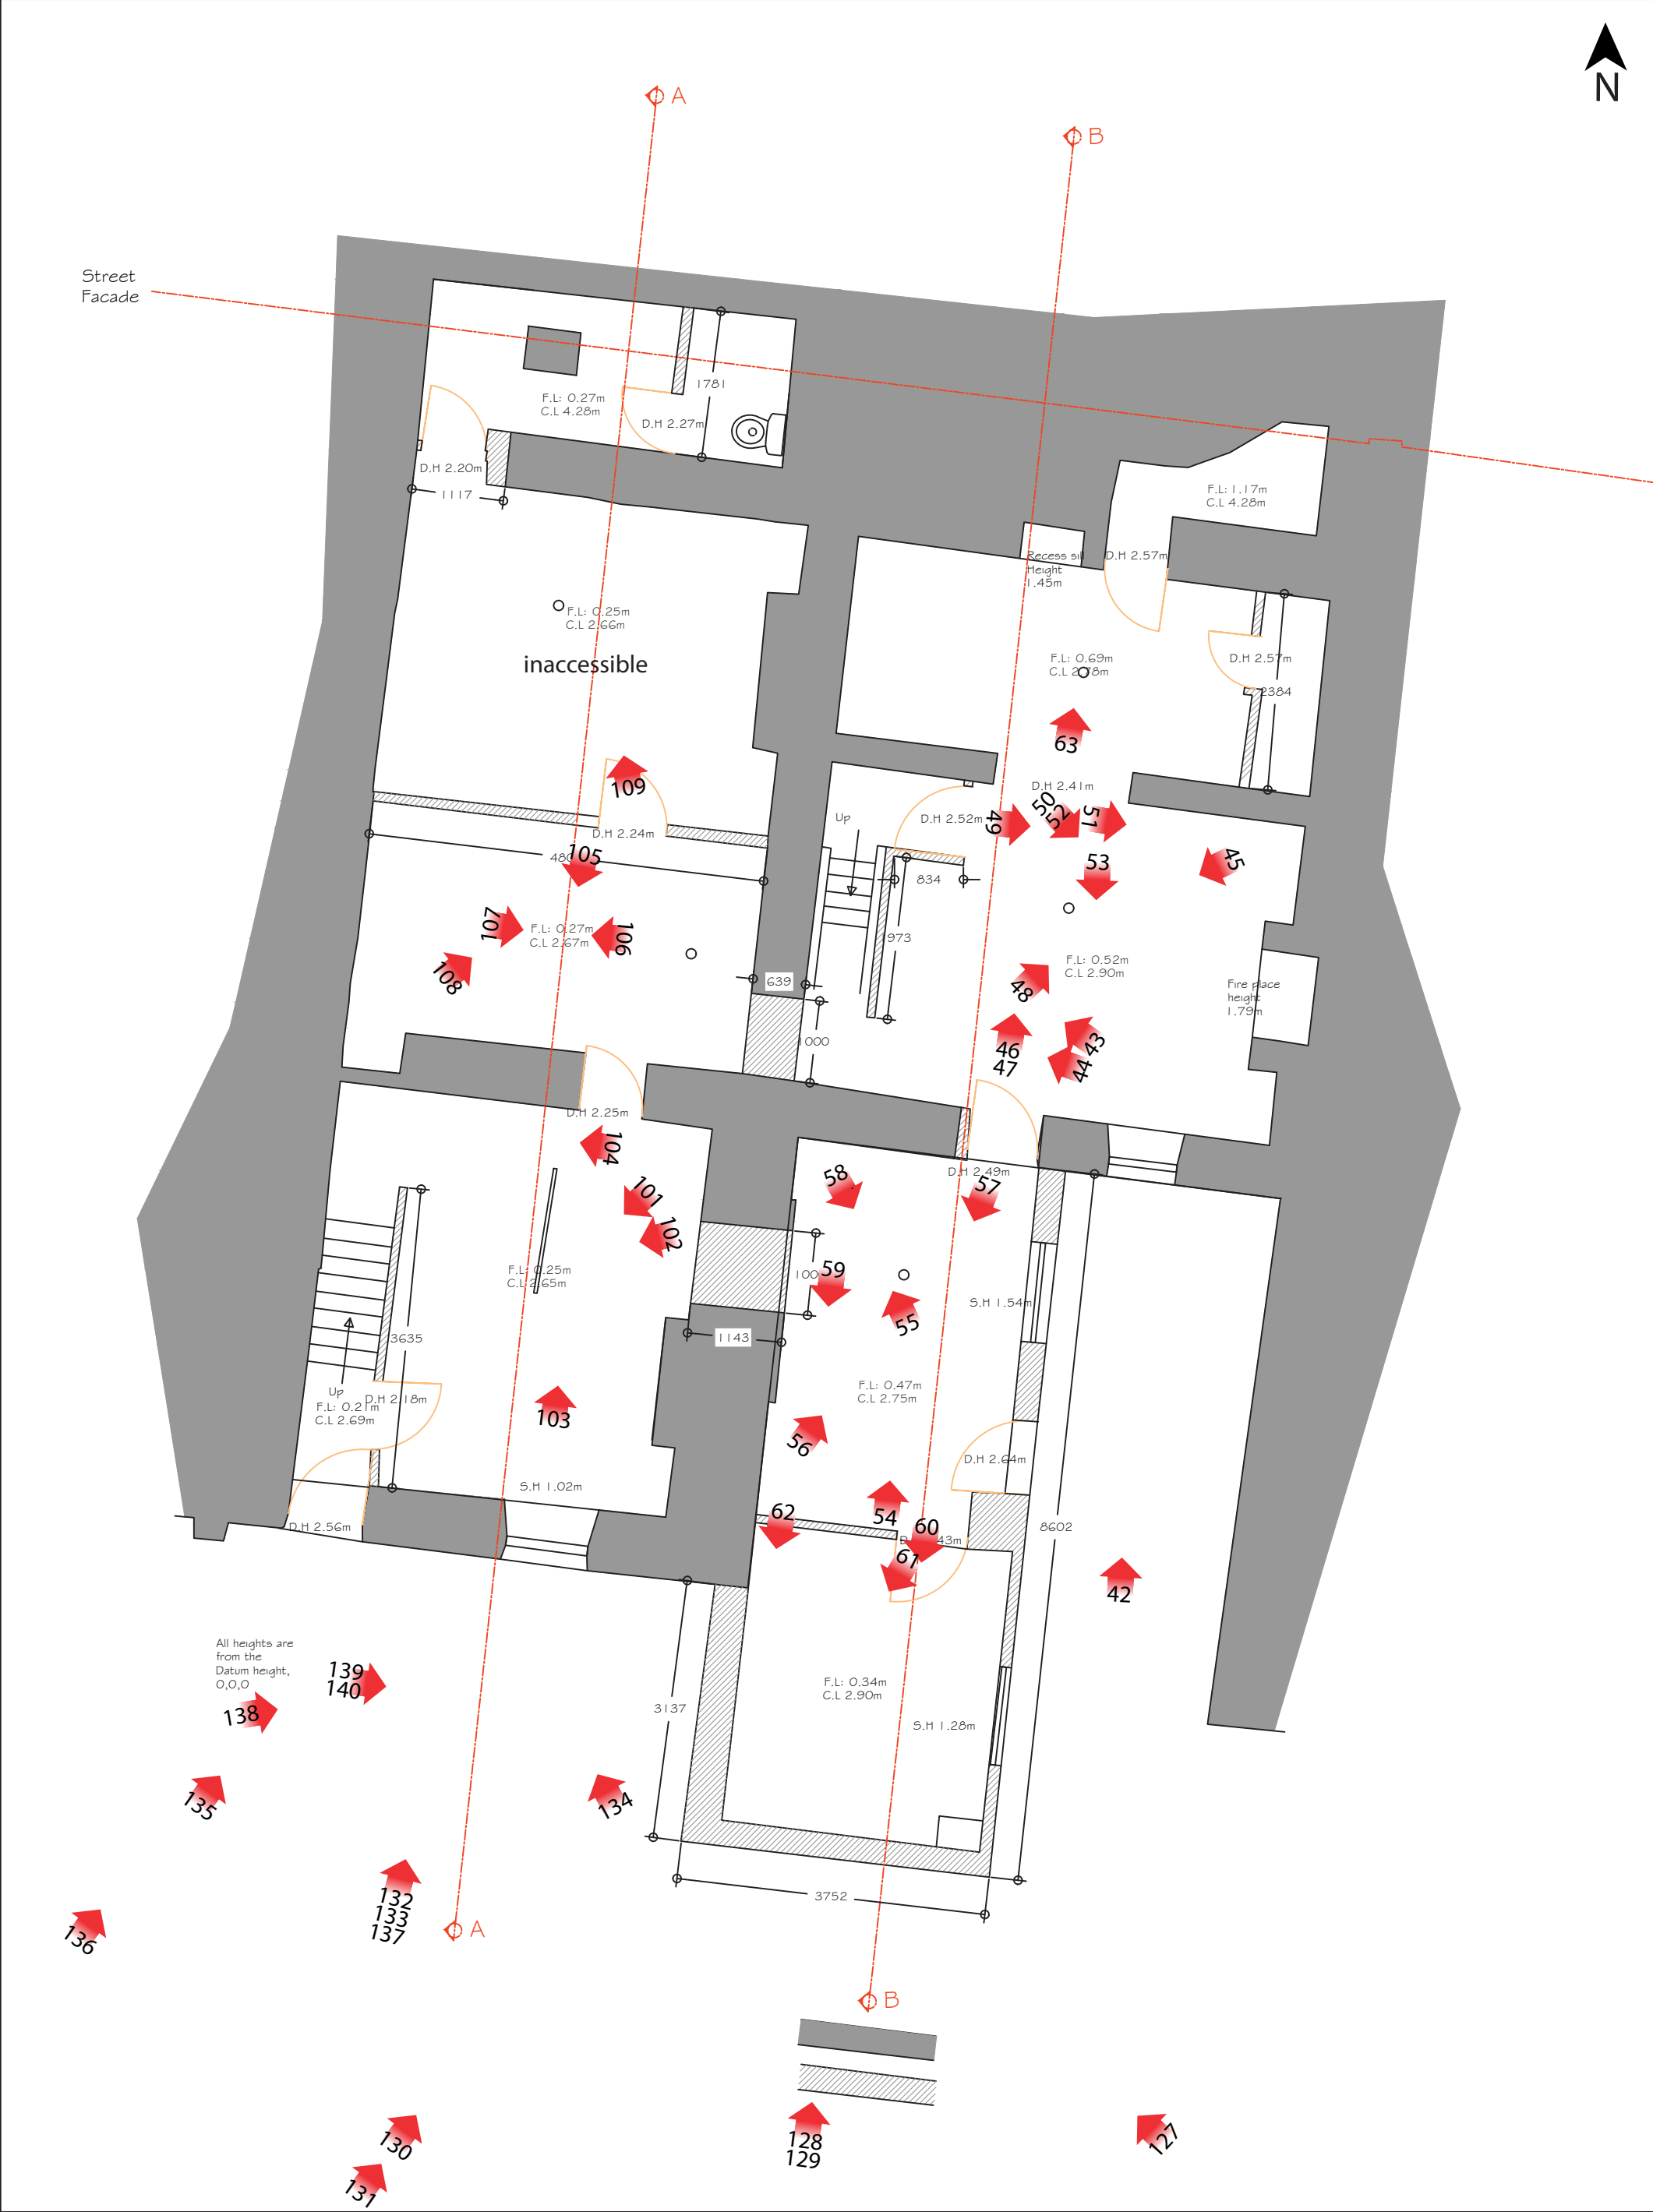 N
A
B
Street
Facade
1781
F.L: 0.27m
C.L 4.28m
D.H 2.27m
D.H 2.20m
1117
F.L: 1.17m
C.L 4.28m
Recess sill
Height
1.45m
D.H 2.57m
F.L: 0.25m
C.L 2.66m
inaccessible
F.L: 0.69m
C.L 2.78m
D.H 2.57m
2384
63
109
D.H 2.41m
D.H 2.24m
Up
D.H 2.52m
49
50
52
51
105
480
53
45
834
107
F.L: 0.27m
C.L 2.67m
106
973
108
639
F.L: 0.52m
C.L 2.90m
48
Fire place
height
1.79m
1000
46
47
43
44
D.H 2.25m
104
D.H 2.49m
58
57
101
102
F.L: 0.25m
C.L 2.65m
100
59
S.H 1.54m
55
3635
1143
Up
D.H 2.18m
F.L: 0.21m
C.L 2.69m
F.L: 0.47m
C.L 2.75m
103
56
D.H 2.64m
S.H 1.02m
D.H 2.56m
62
54
60
43m
61
8602
42
All heights are
from the
Datum height,
0,0,0
139
140
138
3137
F.L: 0.34m
C.L 2.90m
S.H 1.28m
135
134
132
133
137
136
A
3752
B
130
131
128
129
127